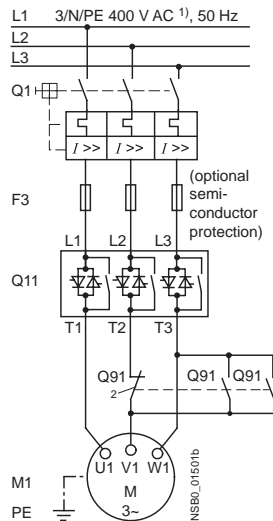 L1 3/N/PE 400 V AC 1), 50 Hz
L2
L3
Q1
I >> I >> I >>
F3
(optional
semi-
conductor
protection)
L1 L2 L3
Q11
T1 T2 T3
Q91 Q91 Q91
2
U1 V1 W1
M1 M
3~
PE
NSB0_01501b